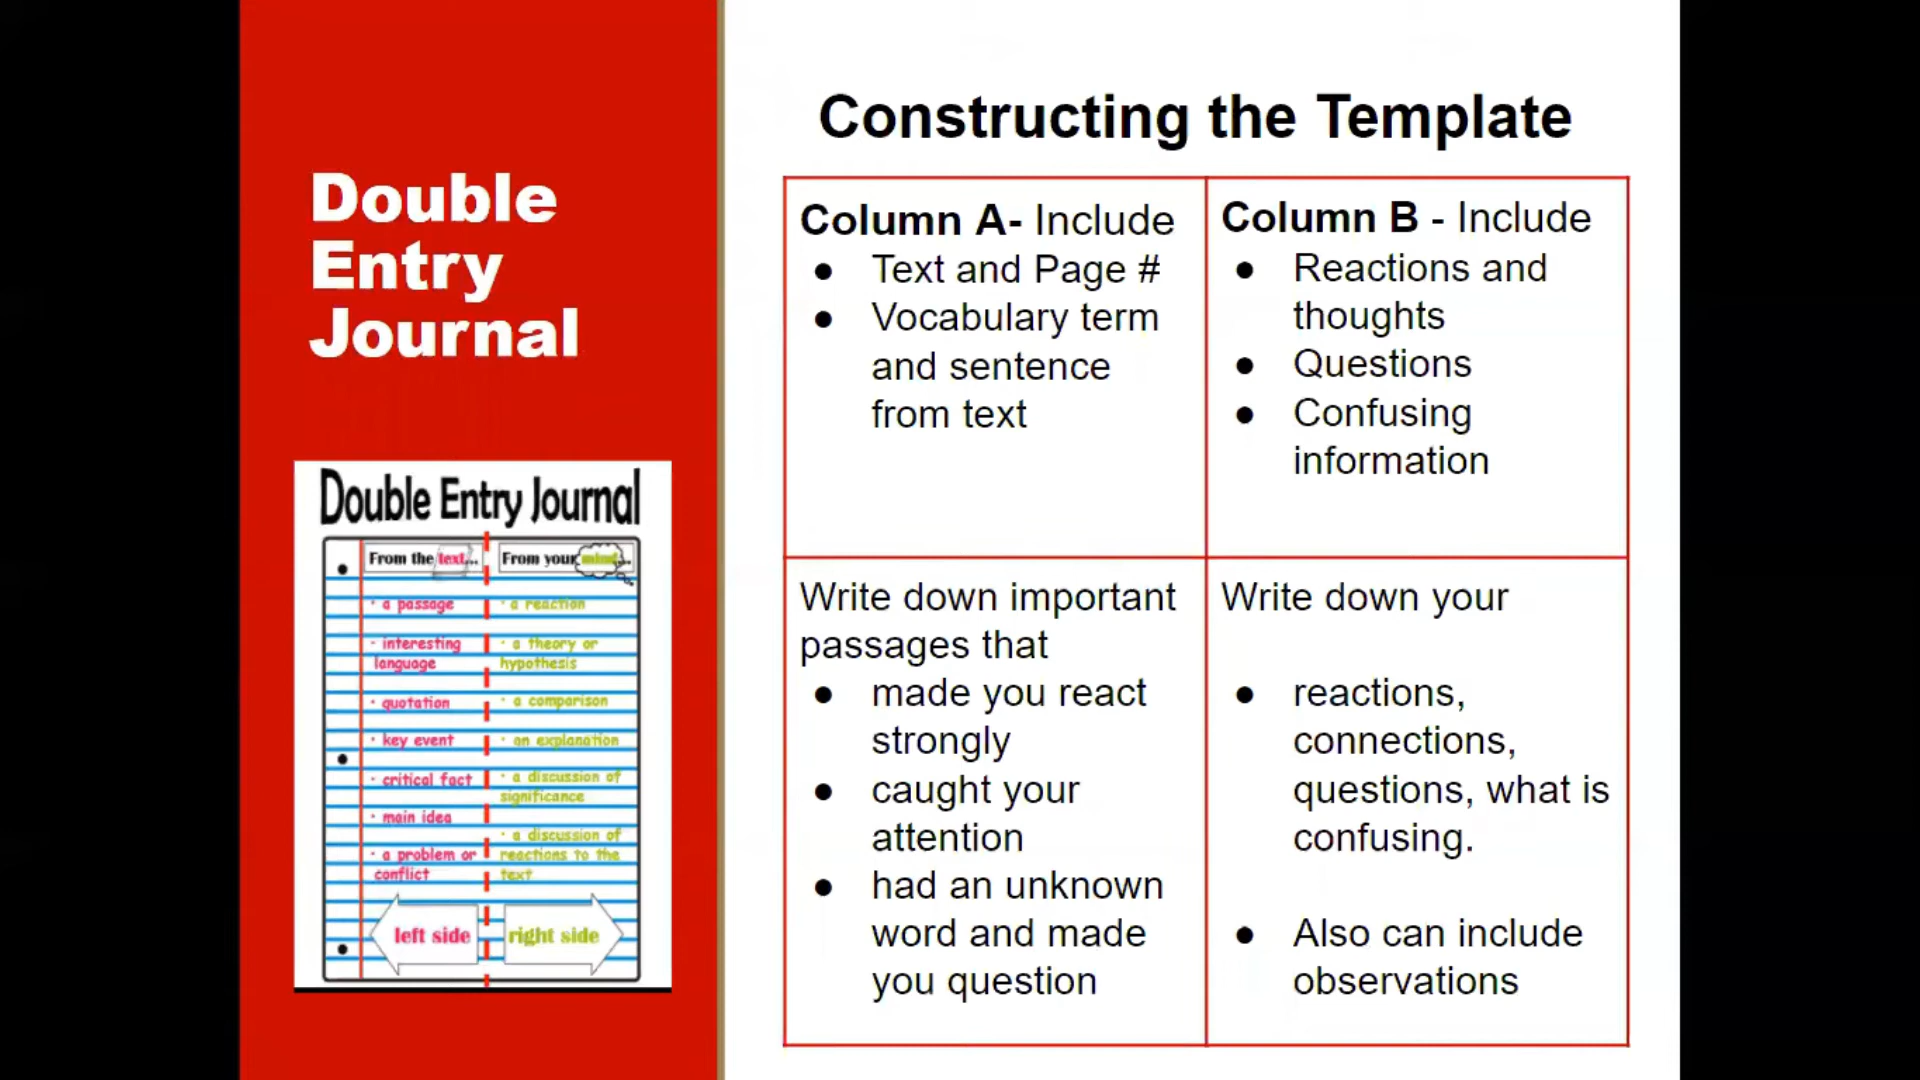 Double
Entry
Journal
Double Entry Journal
From the text...
From your mind...
· a passage
· interesting
language
· quotation
· key event
· critical fact
· main idea
· a problem or
conflict
· a reaction
· a theory or
hypothesis
· a comparison
· an explanation
· a discussion of
significance
· a discussion of
reactions to the
text
left side
right side
Constructing the Template
Column A- Include
● Text and Page #
● Vocabulary term
and sentence
from text
Column B - Include
● Reactions and
thoughts
● Questions
● Confusing
information
Write down important
passages that
● made you react
strongly
● caught your
attention
● had an unknown
word and made
you question
Write down your
● reactions,
connections,
questions, what is
confusing.
● Also can include
observations